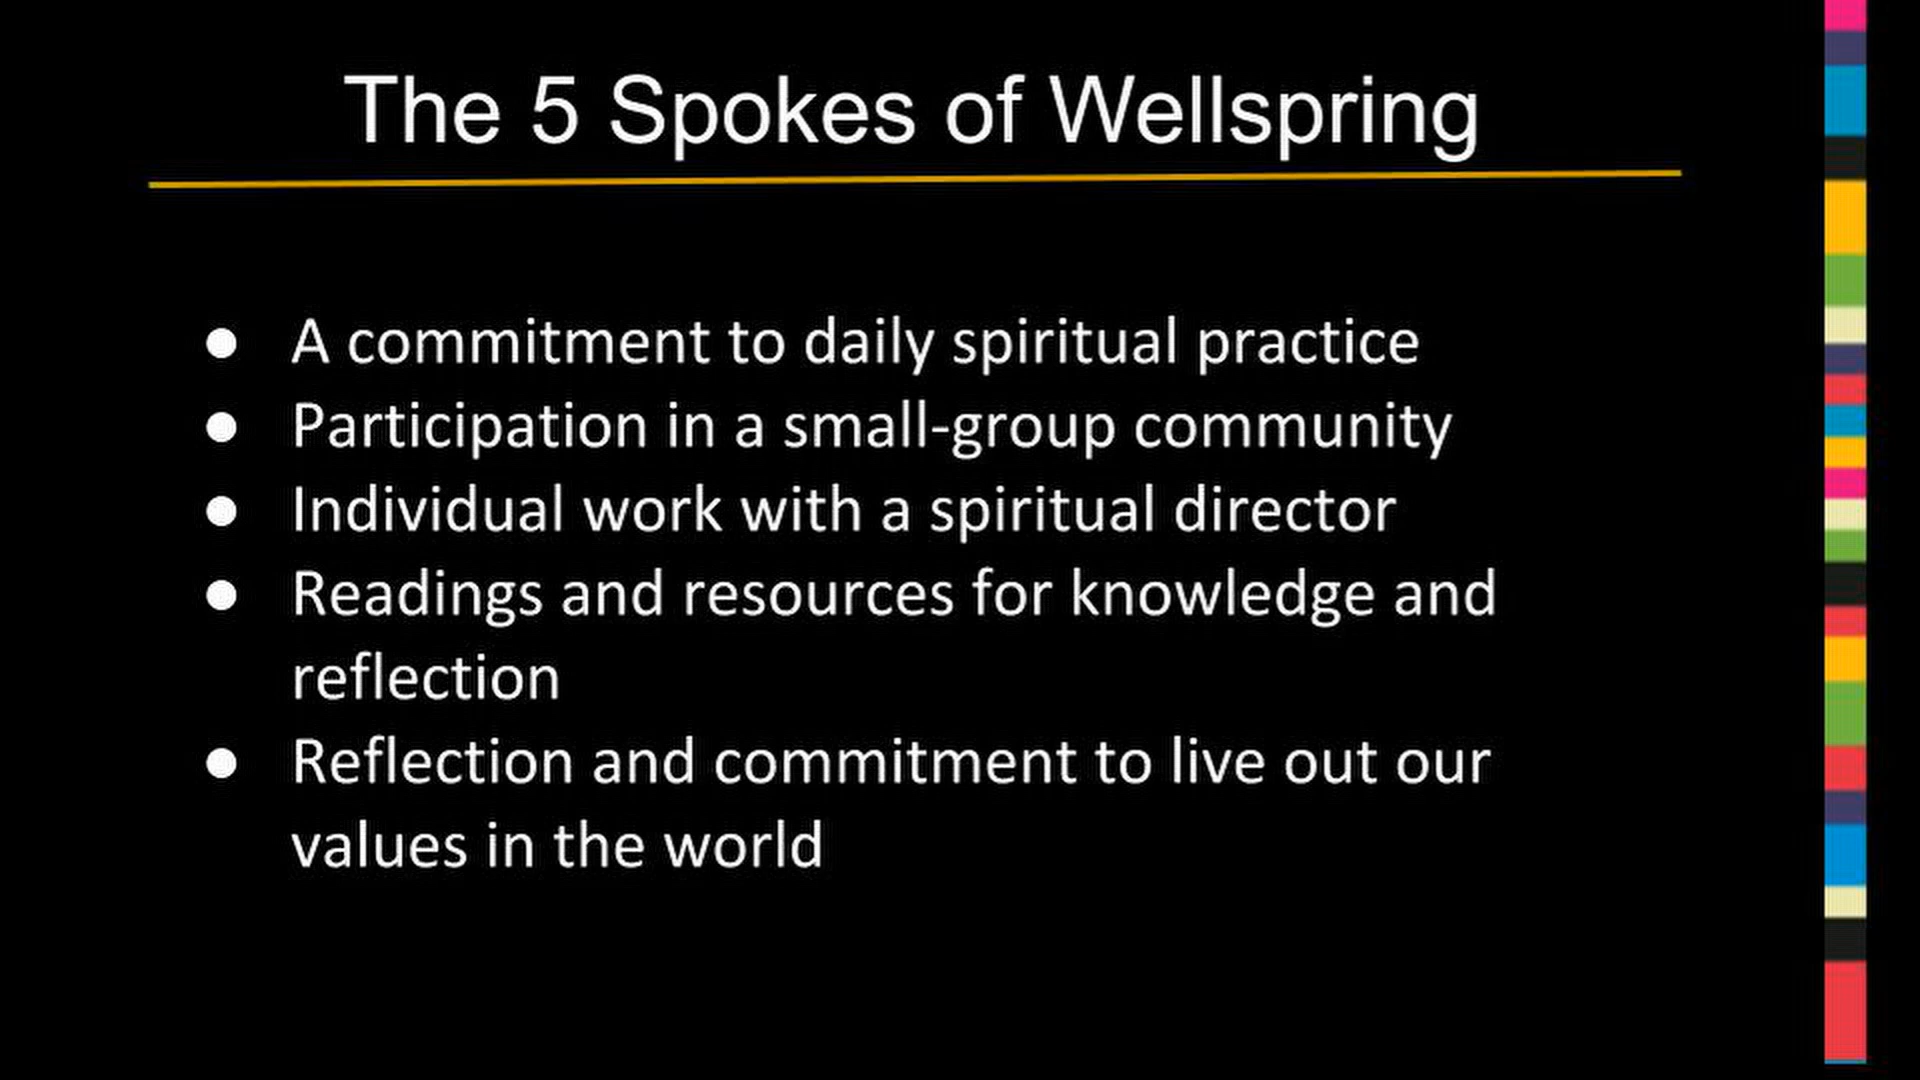 The 5 Spokes of Wellspring
● A commitment to daily spiritual practice
● Participation in a small-group community
● Individual work with a spiritual director
● Readings and resources for knowledge and
reflection
● Reflection and commitment to live out our
values in the world